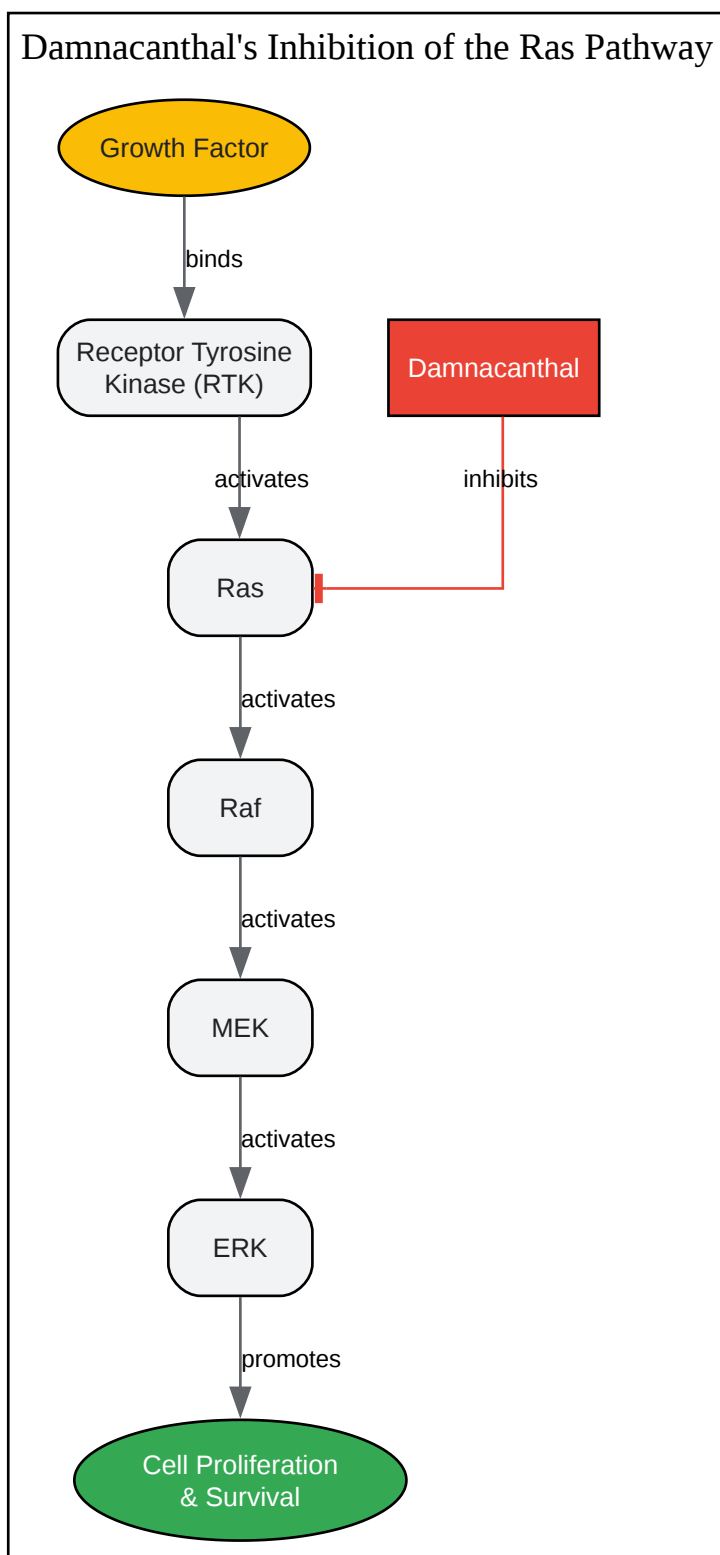 Damnacanthal's Inhibition of the Ras Pathway
Growth Factor
binds
Receptor Tyrosine
Kinase (RTK)
Damnacanthal
activates
inhibits
Ras
activates
Raf
activates
MEK
activates
ERK
promotes
Cell Proliferation
& Survival